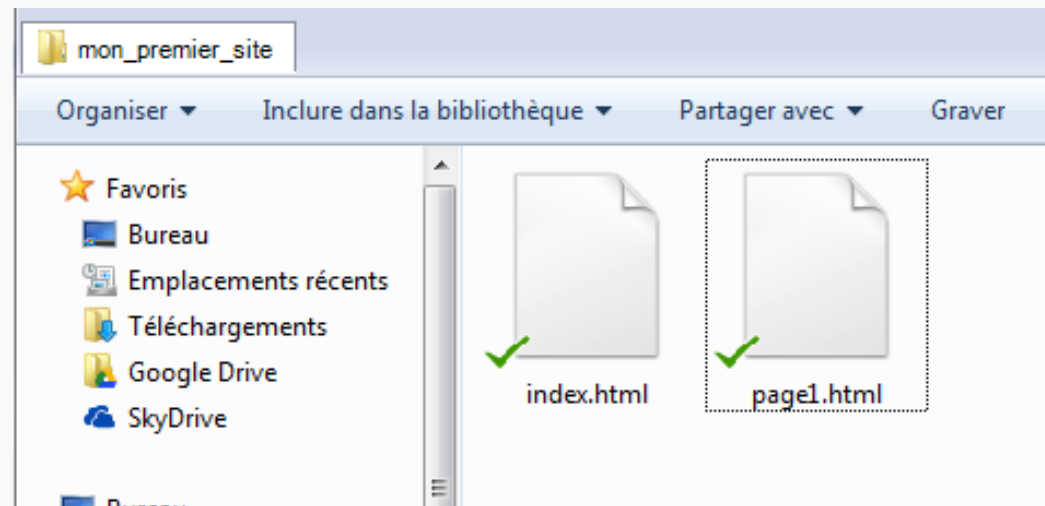 mon_premier_site
Organiser Inclure dans la bibliothèque Partager avec Graver
Favoris
Bureau
Emplacements récents
Téléchargements
Google Drive
SkyDrive
Bureau
index.html page1.html